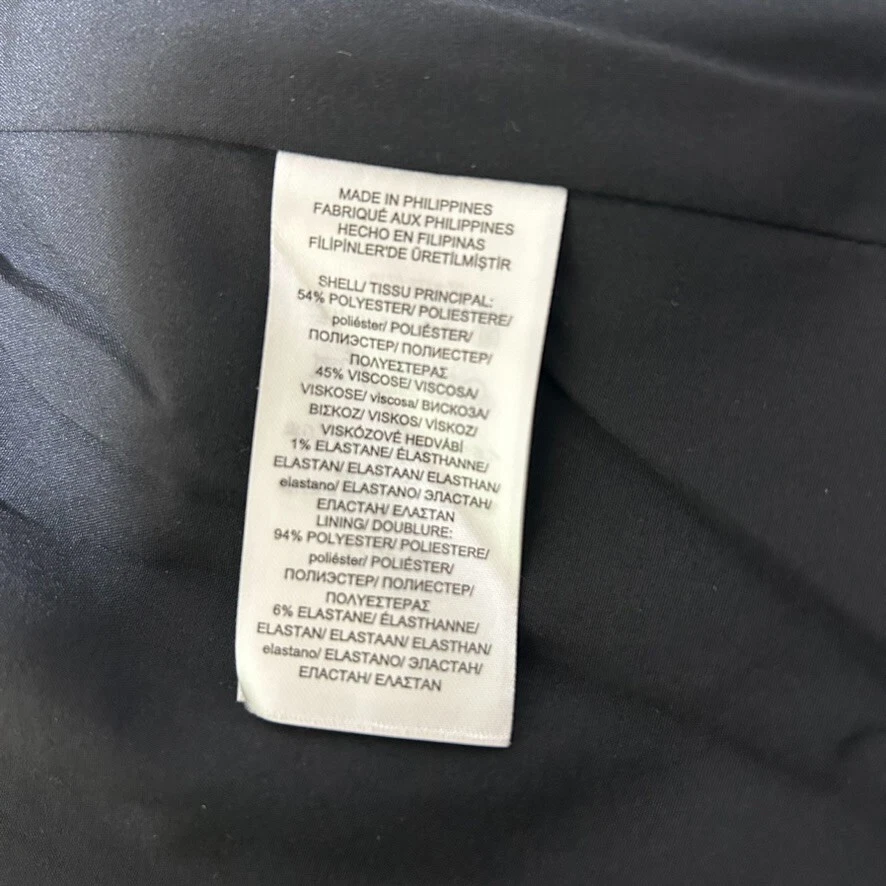 MADE IN PHILIPPINES
FABRIQUÉ AUX PHILIPPINES
HECHO EN FILIPINAS
FİLİPİNLER'DE ÜRETİLMİŞTİR
SHELL/ TISSU PRINCIPAL:
54% POLYESTER/ POLIESTERE/
poliéster/ POLIÉSTER/
ПОЛИЭСТЕР/ ПОЛИЕСТЕР/
ΠΟΛΥΕΣΤΕΡΑΣ
45% VISCOSE/ VISCOSA/
VISKOSE/ viscosa/ ВИСКОЗА/
ΒΙΣΚΟΖ/ VISKOS/ VİSKOZ/
VISKÓZOVÉ HEDVÁBÍ
1% ELASTANE/ ÉLASTHANNE/
ELASTAN/ ELASTAAN/ ELASTHAN/
elastano/ ELASTANO/ ЭЛАСТАН/
ЕЛАСТАН/ ΕΛΑΣΤΑΝ
LINING/ DOUBLURE:
94% POLYESTER/ POLIESTERE/
poliéster/ POLIÉSTER/
ПОЛИЭСТЕР/ ПОЛИЕСТЕР/
ΠΟΛΥΕΣΤΕΡΑΣ
6% ELASTANE/ ÉLASTHANNE/
ELASTAN/ ELASTAAN/ ELASTHAN/
elastano/ ELASTANO/ ЭЛАСТАН/
ЕЛАСТАН/ ΕΛΑΣΤΑΝ